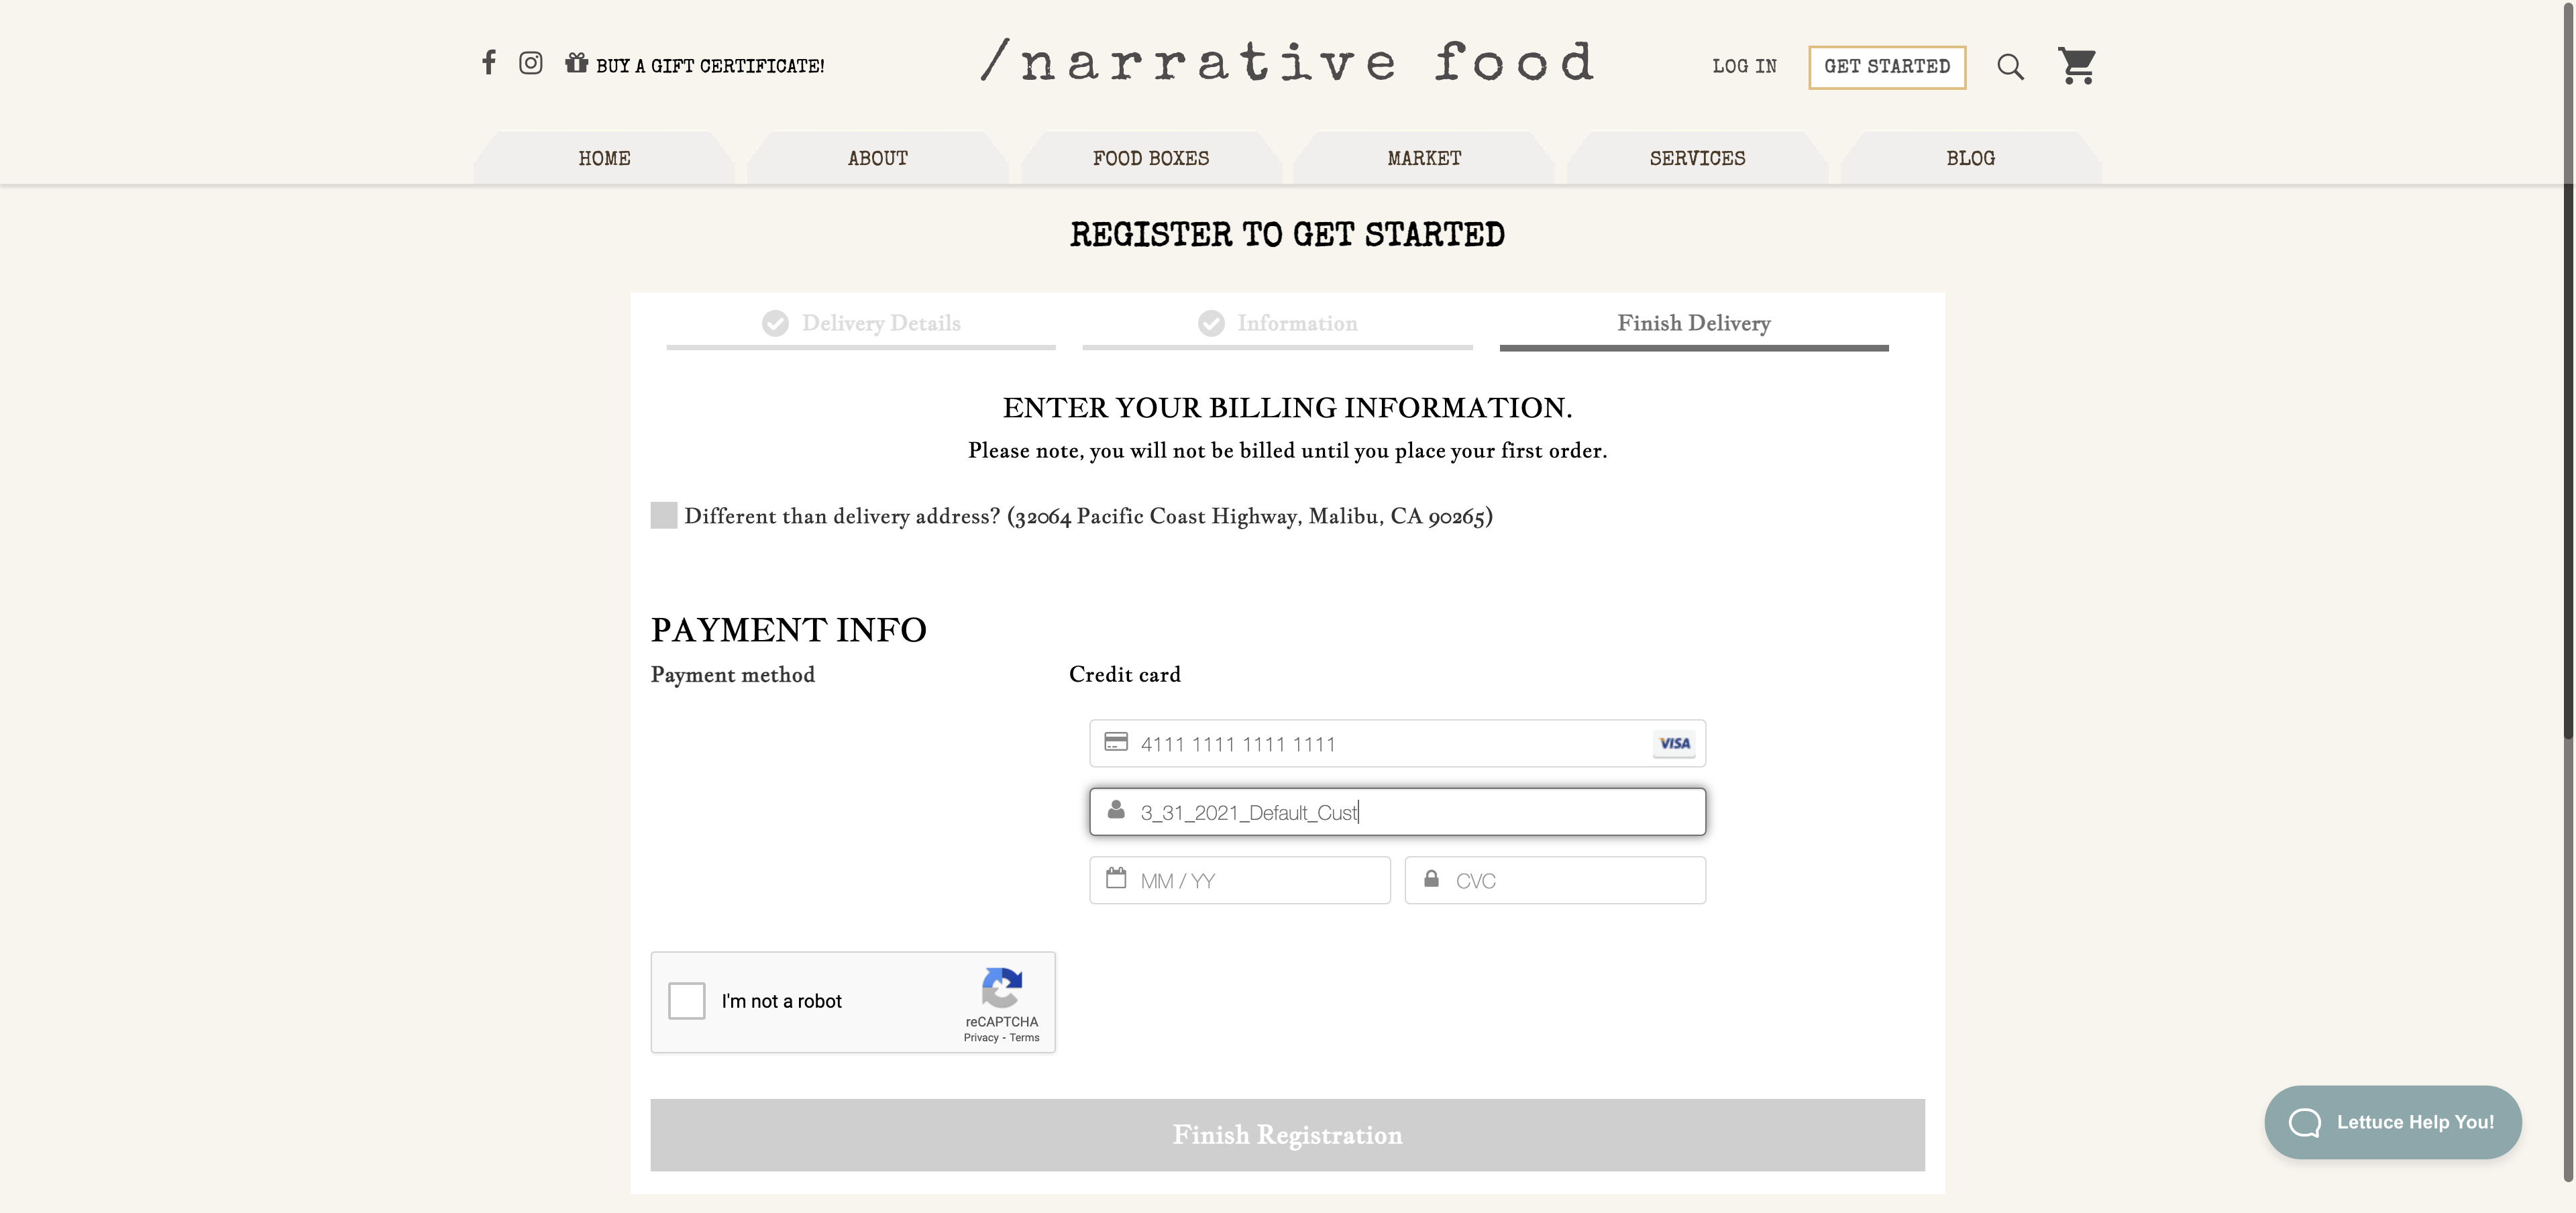 BUY A GIFT CERTIFICATE!
/narrative food
LOG IN
GET STARTED
HOME
ABOUT
FOOD BOXES
MARKET
SERVICES
BLOG
REGISTER TO GET STARTED
Delivery Details
Information
Finish Delivery
ENTER YOUR BILLING INFORMATION.
Please note, you will not be billed until you place your first order.
Different than delivery address? (32064 Pacific Coast Highway, Malibu, CA 90265)
PAYMENT INFO
Payment method
Credit card
4111 1111 1111 1111
VISA
3_31_2021_Default_Cust
MM / YY
CVC
I'm not a robot
reCAPTCHA
Privacy - Terms
Finish Registration
Lettuce Help You!